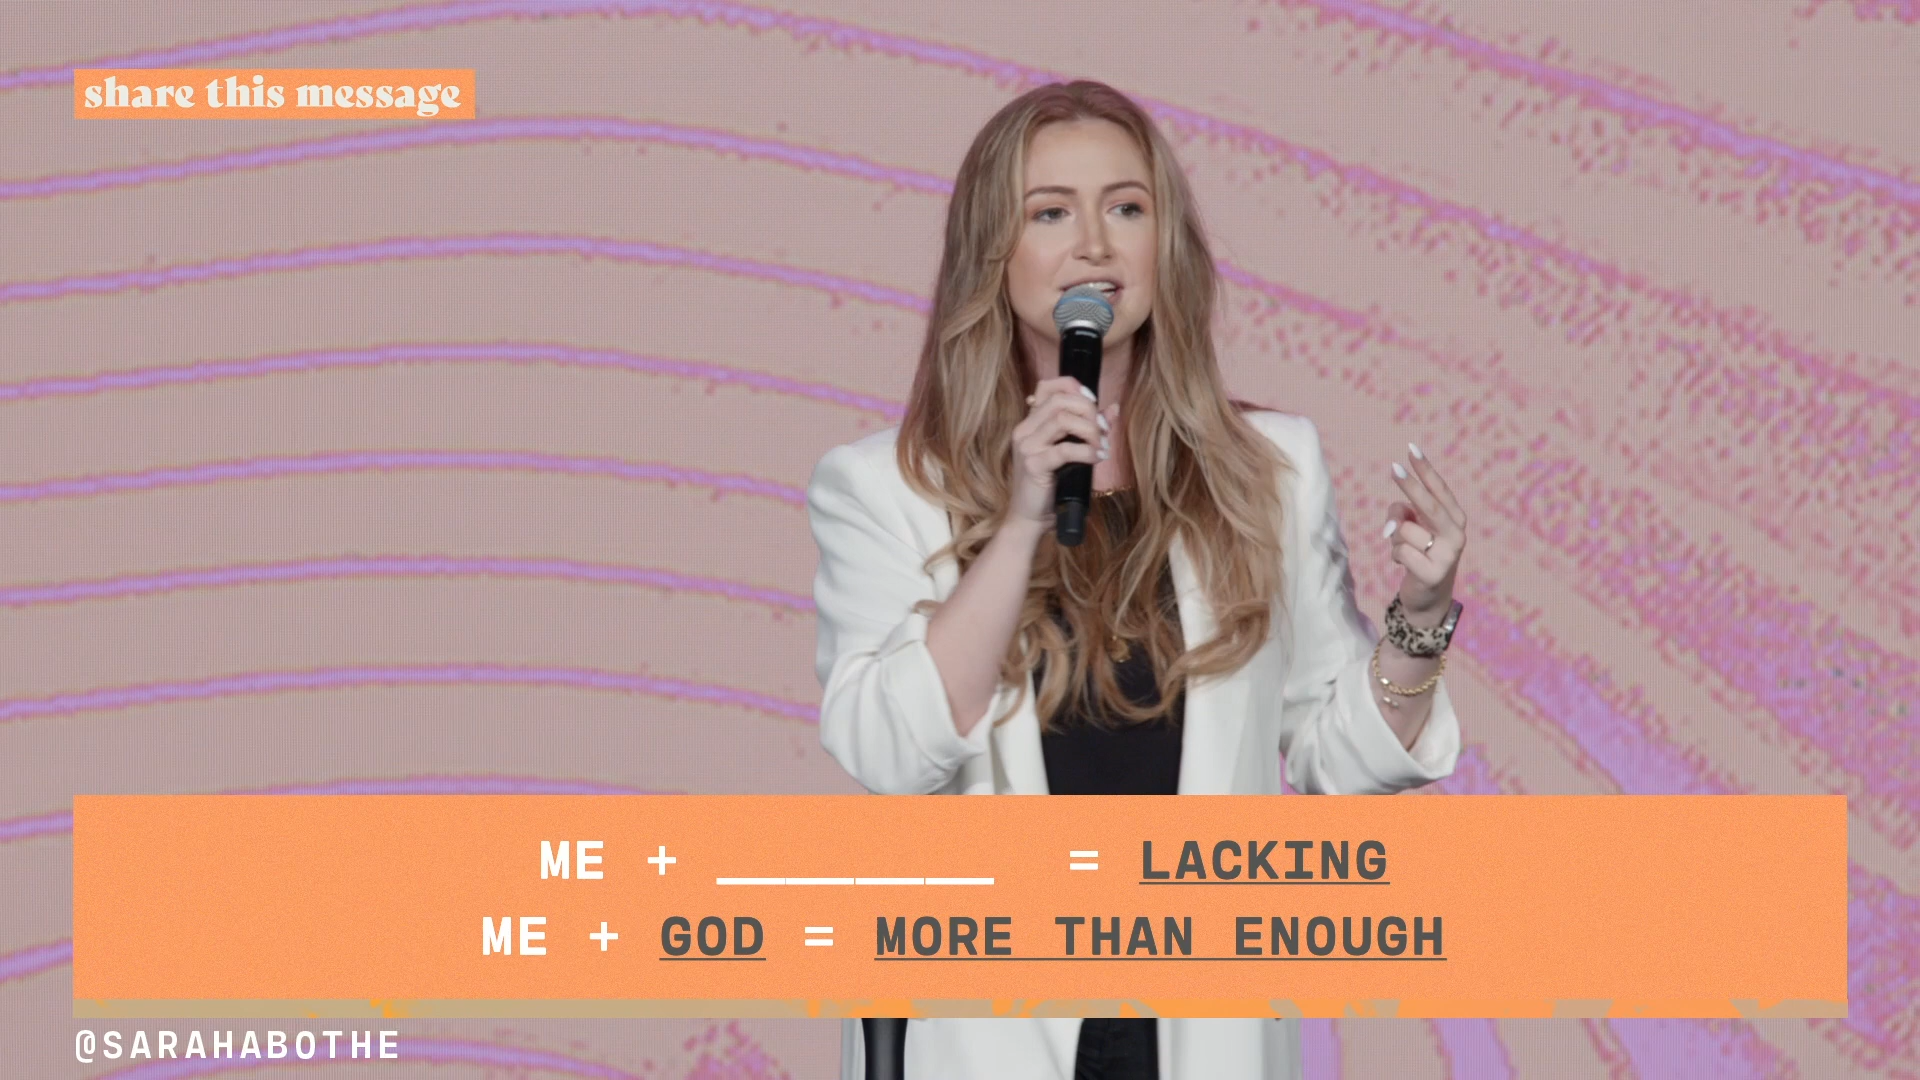 share this message
ME + ________ = LACKING
ME + GOD = MORE THAN ENOUGH
@SARAHABOTHE